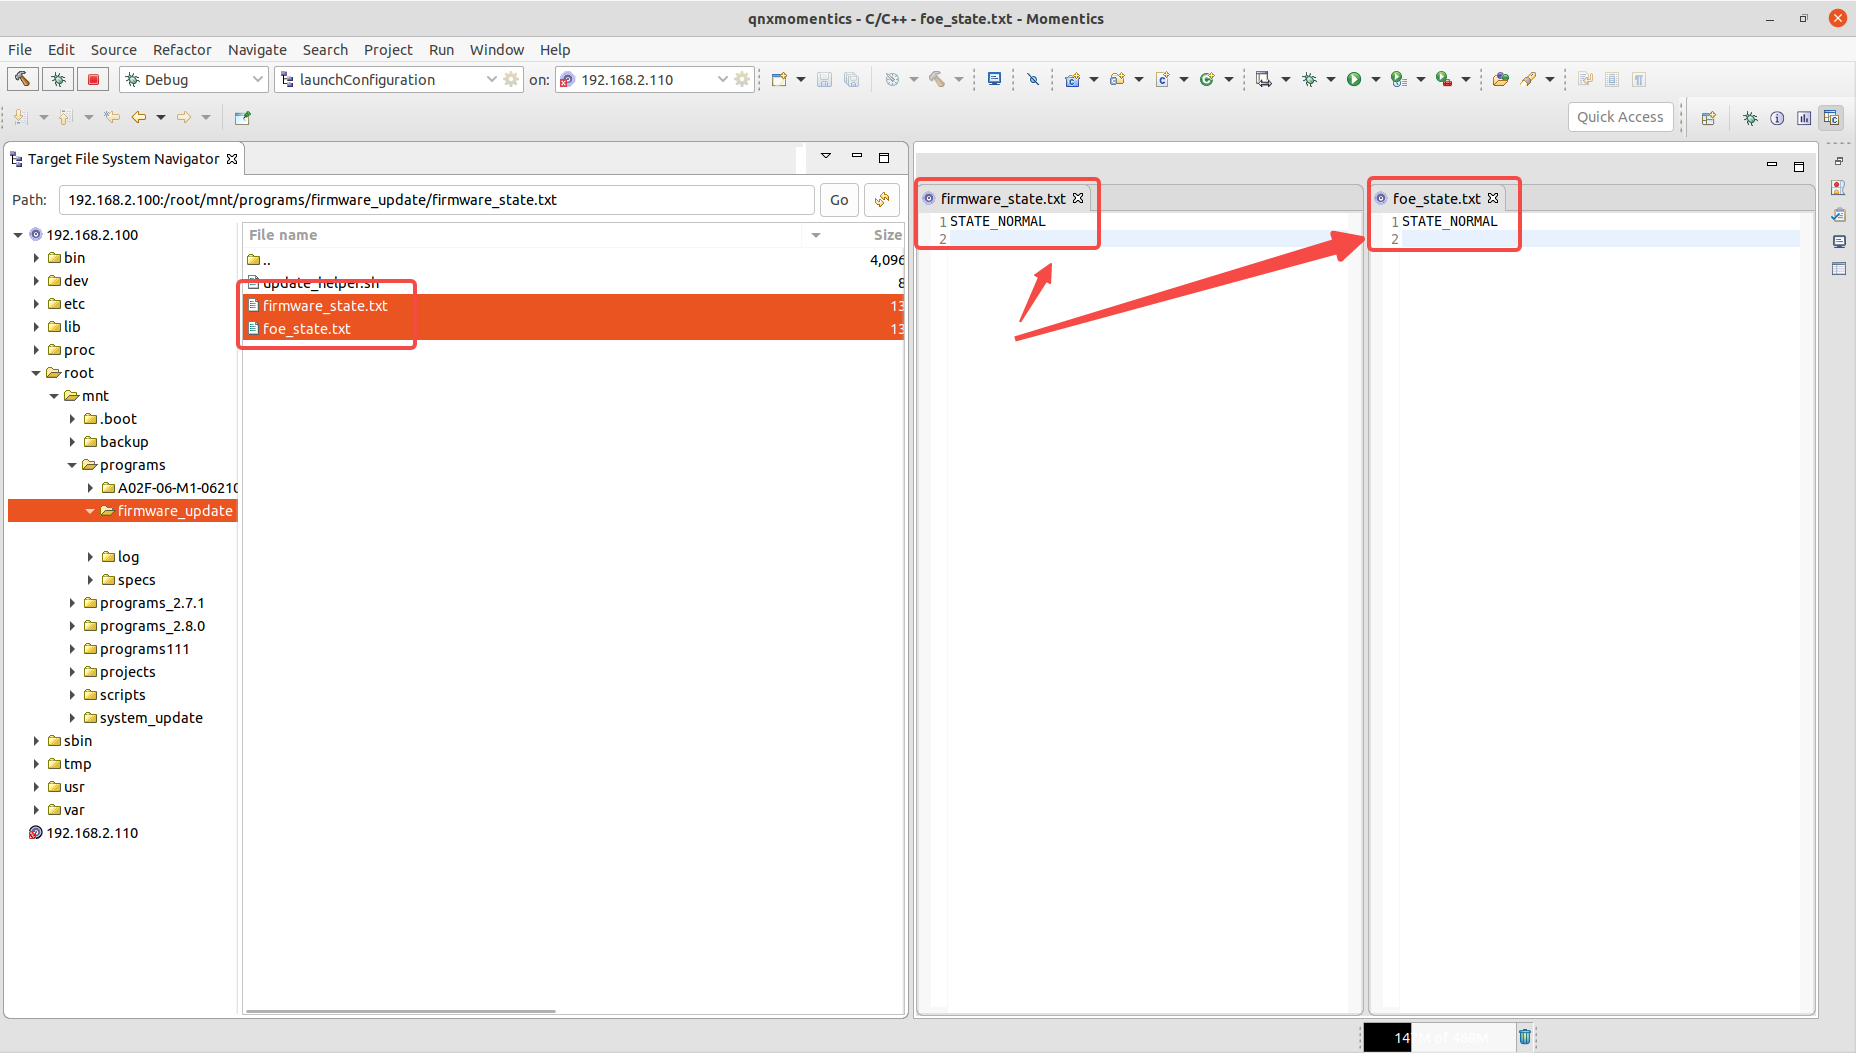 qnxmomentics - C/C++ - foe_state.txt - Momentics
File Edit Source Refactor Navigate Search Project Run Window Help
Debug launchConfiguration on: 192.168.2.110
Quick Access
Target File System Navigator
Path: 192.168.2.100:/root/mnt/programs/firmware_update/firmware_state.txt Go
192.168.2.100
bin
dev
etc
lib
proc
root
mnt
.boot
backup
programs
A02F-06-M1-0621
firmware_update
log
specs
programs_2.7.1
programs_2.8.0
programs111
projects
scripts
system_update
sbin
tmp
usr
var
192.168.2.110
File name Size
.. 4,096
update_helper.sh 8
firmware_state.txt 13
foe_state.txt 13
firmware_state.txt
1 STATE_NORMAL
2
foe_state.txt
1 STATE_NORMAL
2